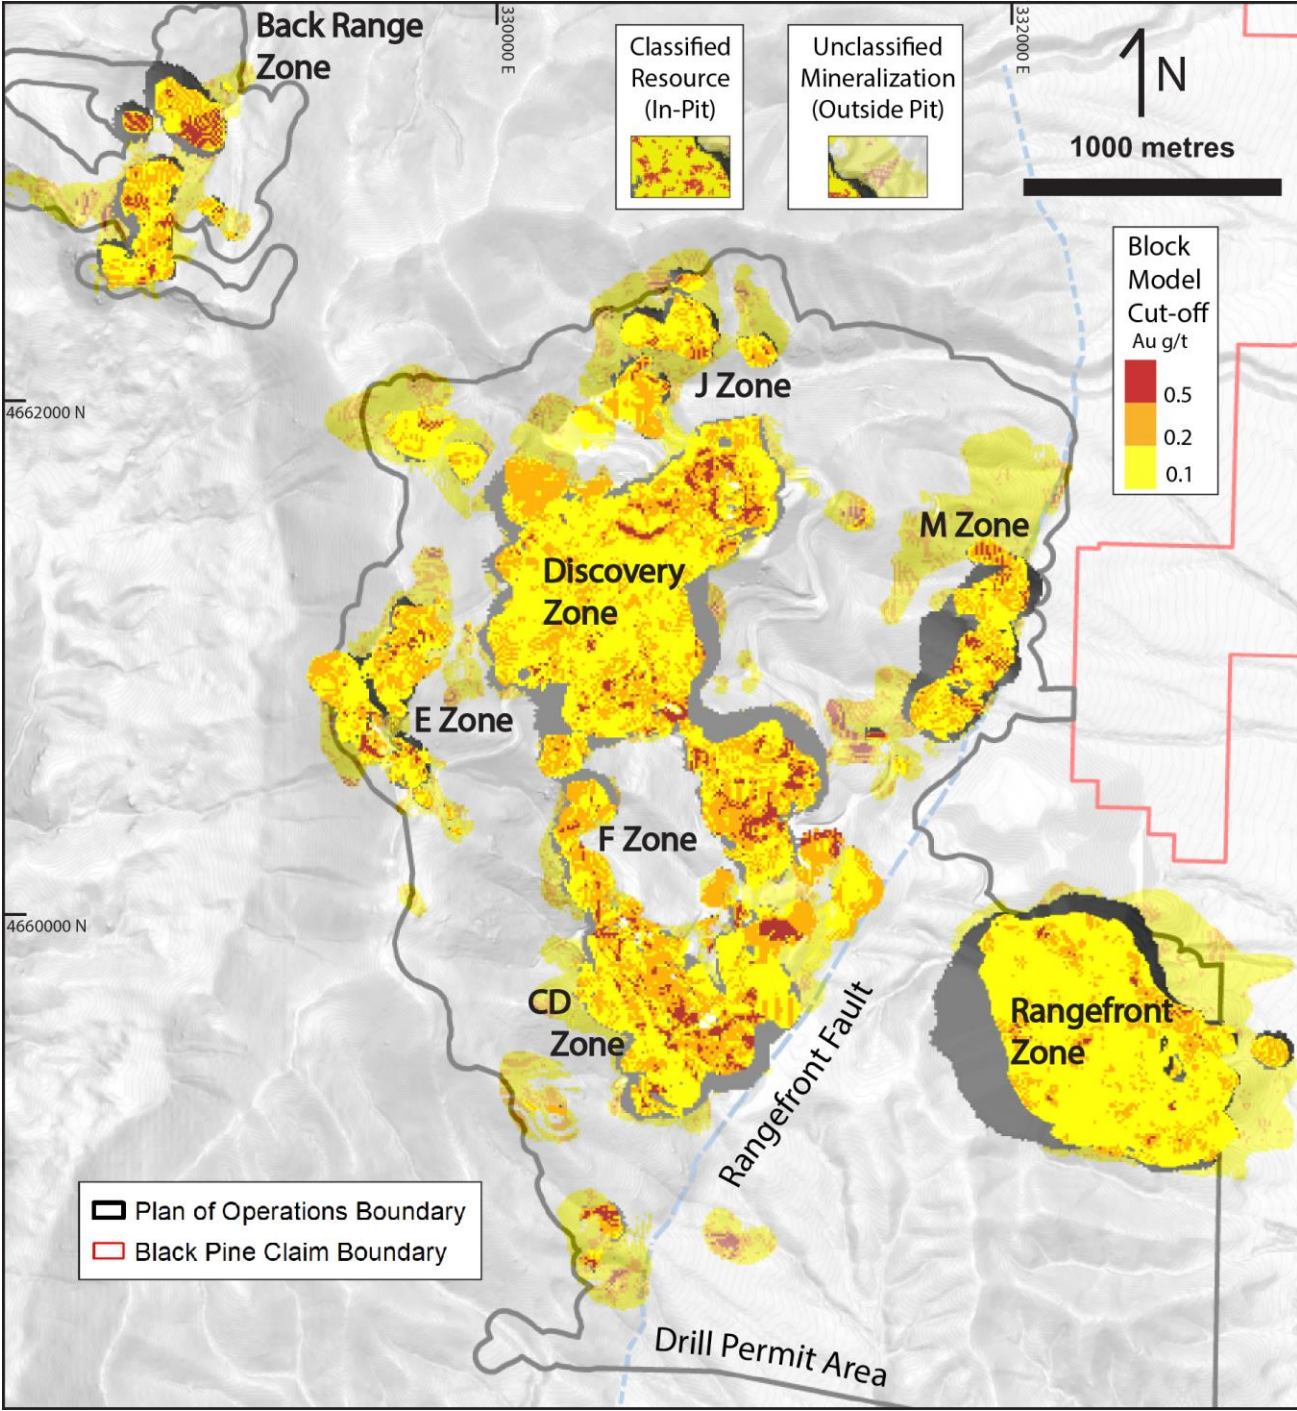 Back Range
Zone
330000 E
332000 E
Classified
Resource
(In-Pit)
Unclassified
Mineralization
(Outside Pit)
N
1000 metres
Block
Model
Cut-off
Au g/t
0.5
0.2
0.1
4662000 N
J Zone
M Zone
Discovery
Zone
E Zone
F Zone
4660000 N
CD
Zone
Rangefront
Zone
Rangefront Fault
Plan of Operations Boundary
Black Pine Claim Boundary
Drill Permit Area